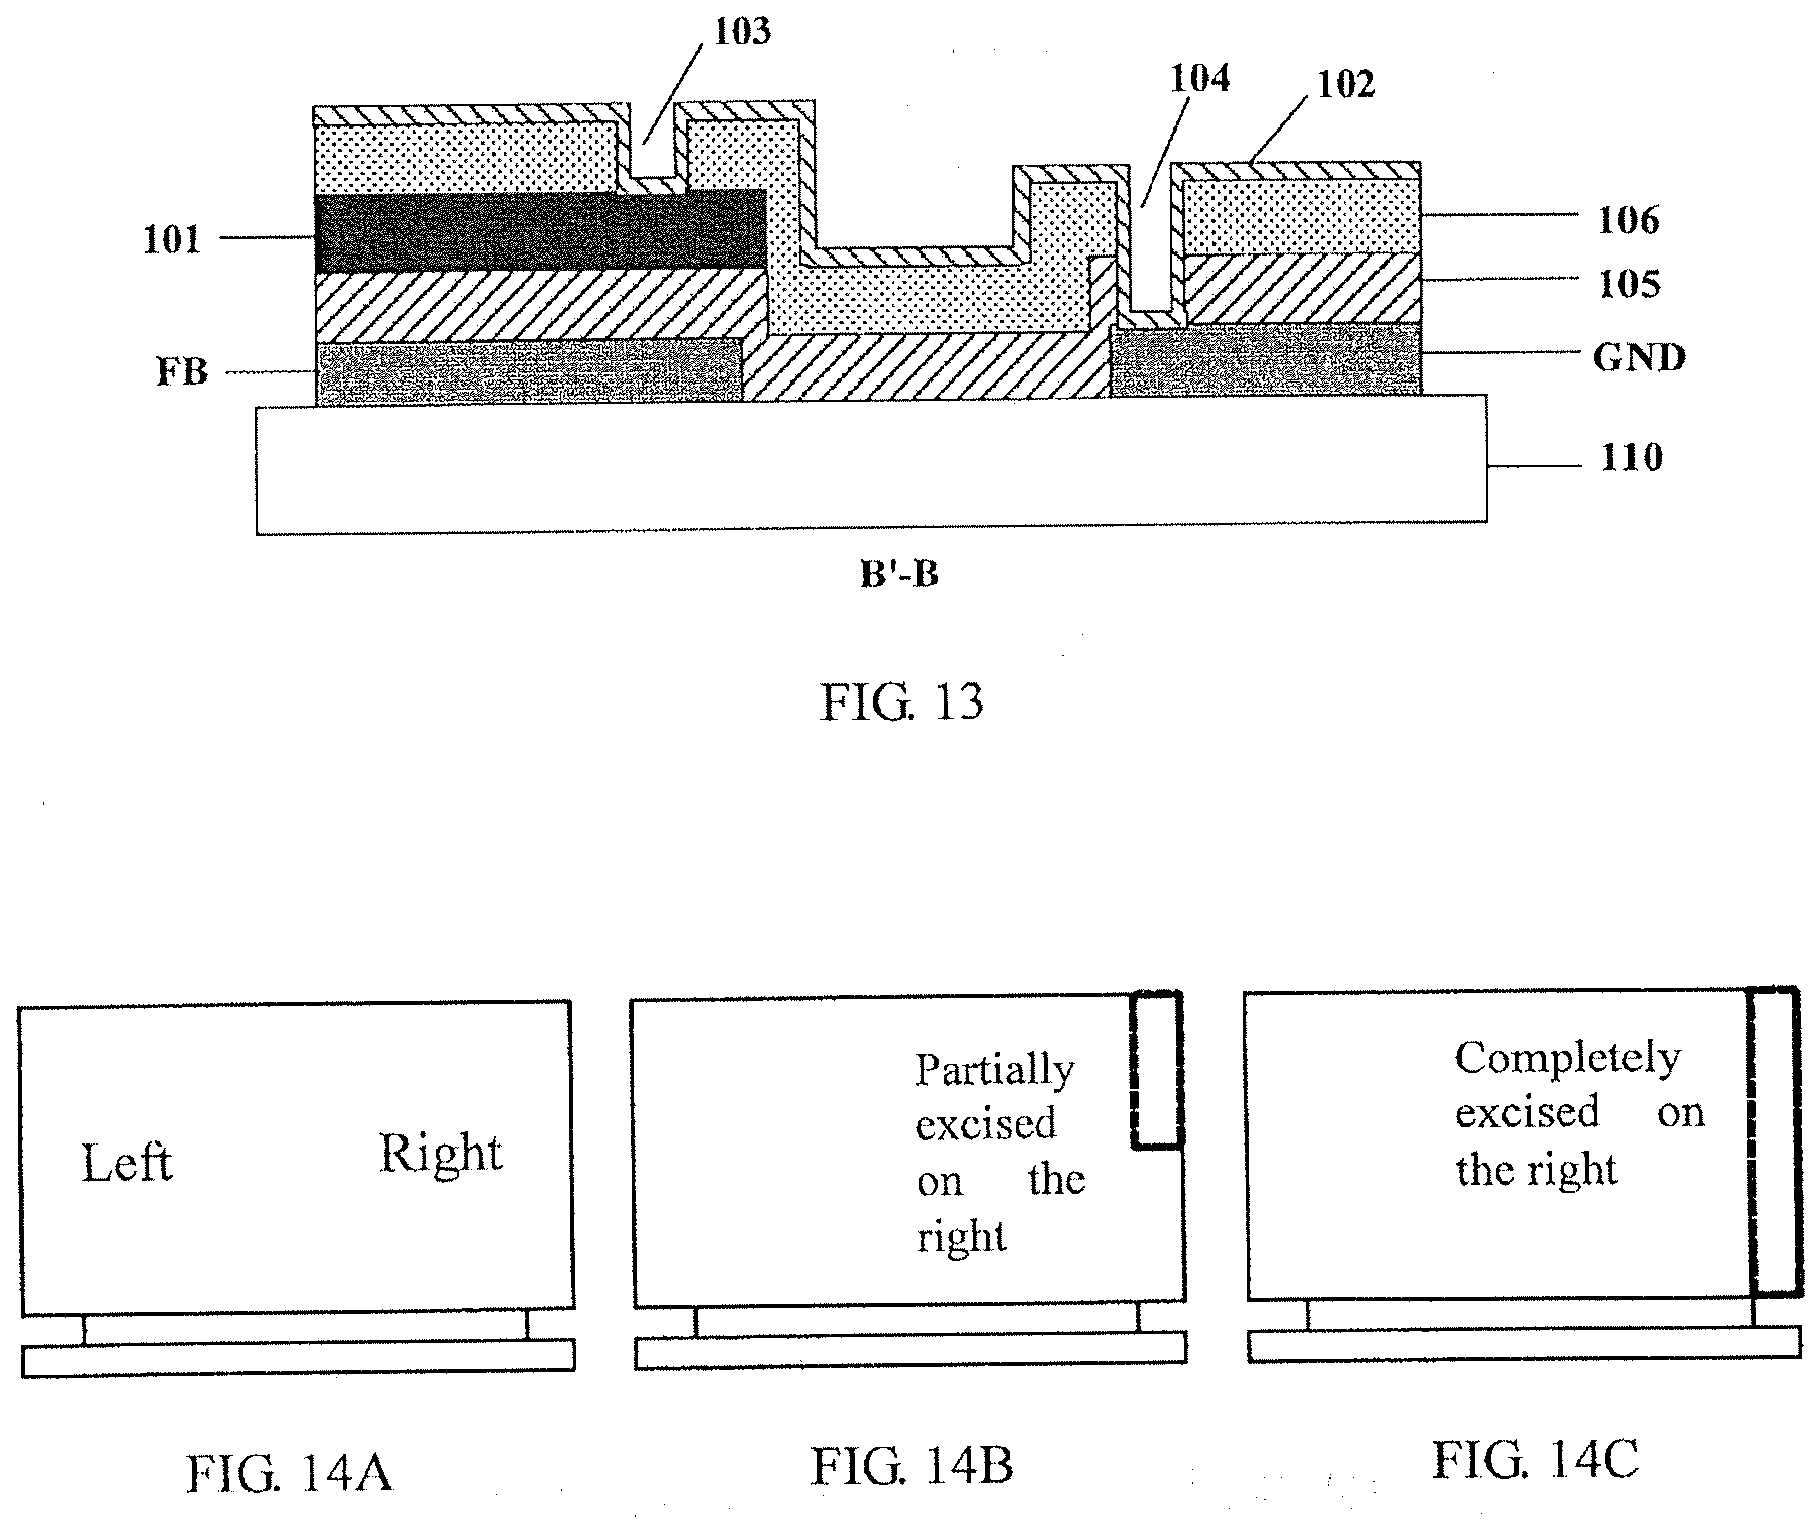 103
104
102
101
106
105
FB
GND
110
B'-B
FIG. 13
Left
Right
Partially
excised
on the
right
Completely
excised on
the right
FIG. 14A
FIG. 14B
FIG. 14C